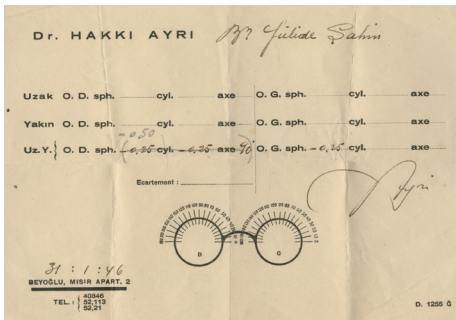 Dr. HAKKI AYRI Bn Jülide Şahin
Uzak O. D. sph. cyl. axe O. G. sph. cyl. axe
Yakın O. D. sph. cyl. axe O. G. sph. cyl. axe
- 0,50
Uz.Y. { O. D. sph. ( - 0,25 cyl. - 0,25 axe 90 O. G. sph. - 0,25 cyl. axe
Ecartement :
Ayri
D G
31 : 1 : 46
BEYOĞLU, MISIR APART. 2
TEL. : { 40846
52,113
52,21
D. 1255 G